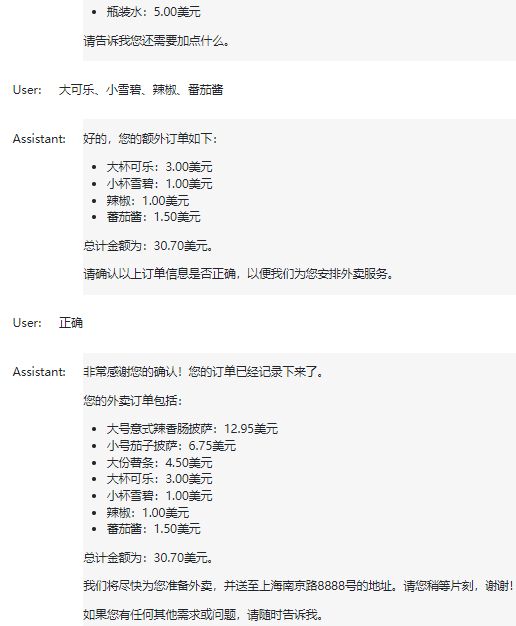 • 瓶装水：5.00美元
请告诉我您还需要加点什么。
User: 大可乐、小雪碧、辣椒、番茄酱
Assistant: 好的，您的额外订单如下：
• 大杯可乐：3.00美元
• 小杯雪碧：1.00美元
• 辣椒：1.00美元
• 蕃茄酱：1.50美元
总计金额为：30.70美元。
请确认以上订单信息是否正确，以便我们为您安排外卖服务。
User: 正确
Assistant: 非常感谢您的确认！您的订单已经记录下来了。
您的外卖订单包括：
• 大号意式辣香肠披萨：12.95美元
• 小号茄子披萨：6.75美元
• 大份薯条：4.50美元
• 大杯可乐：3.00美元
• 小杯雪碧：1.00美元
• 辣椒：1.00美元
• 蕃茄酱：1.50美元
总计金额为：30.70美元。
我们将尽快为您准备外卖，并送至上海南京路8888号的地址。请您稍等片刻，谢谢！
如果您有任何其他需求或问题，请随时告诉我。